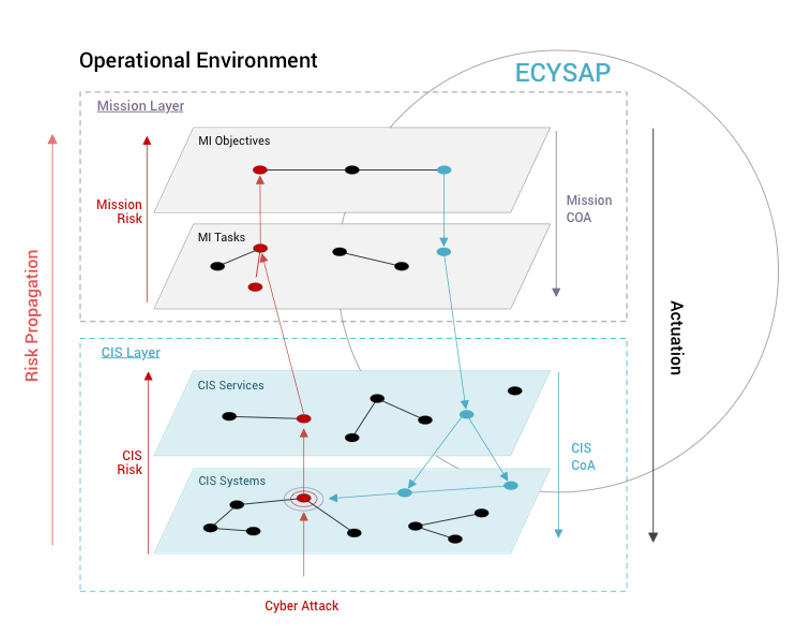 Operational Environment
ECYSAP
Mission Layer
MI Objectives
Mission
Risk
Mission
COA
MI Tasks
Risk Propagation
Actuation
CIS Layer
CIS Services
CIS
Risk
CIS
CoA
CIS Systems
Cyber Attack